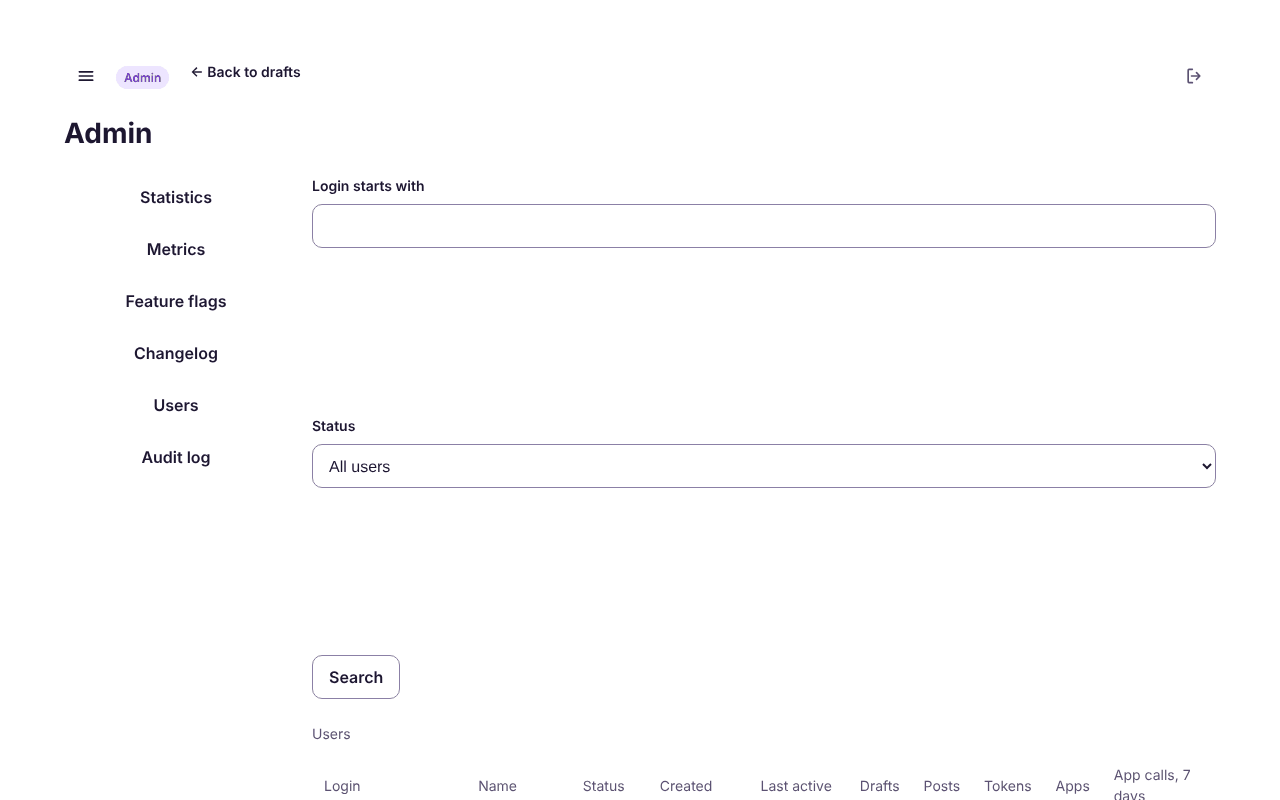 Admin
← Back to drafts
Admin
Statistics
Metrics
Feature flags
Changelog
Users
Audit log
Login starts with
Status
All users
Search
Users
Login Name Status Created Last active Drafts Posts Tokens Apps App calls, 7 days